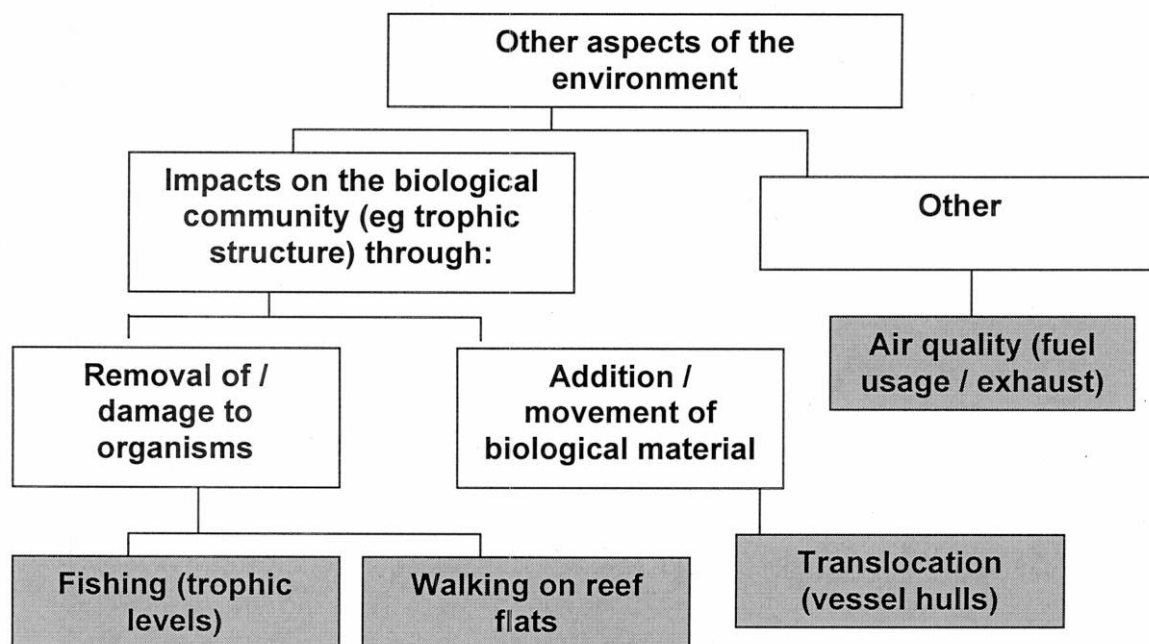 Other aspects of the
environment
Impacts on the biological
community (eg trophic
structure) through:
Other
Removal of /
damage to
organisms
Addition /
movement of
biological material
Air quality (fuel
usage / exhaust)
Fishing (trophic
levels)
Walking on reef
flats
Translocation
(vessel hulls)